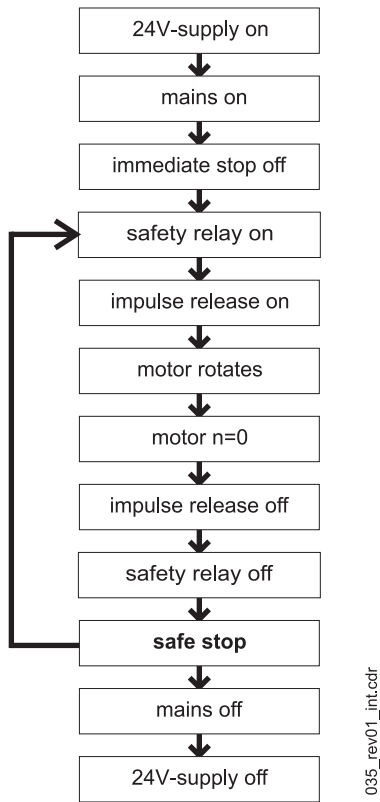 24V-supply on
mains on
immediate stop off
safety relay on
impulse release on
motor rotates
motor n=0
impulse release off
safety relay off
safe stop
mains off
24V-supply off
035_rev01_int.cdr